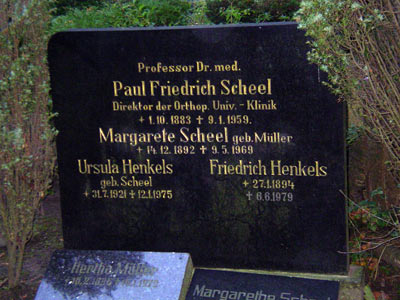 Professor Dr. med.
Paul Friedrich Scheel
Direktor der Orthop. Univ.-Klinik
+ 1.10.1883 + 9.1.1959.
Margarete Scheel geb. Müller
+ 14.12.1892 + 9.5.1969
Ursula Henkels
geb. Scheel
+ 31.7.1921 + 12.1.1975
Friedrich Henkels
+ 27.1.1894
+ 6.6.1979
Hertha Müller
Margarethe